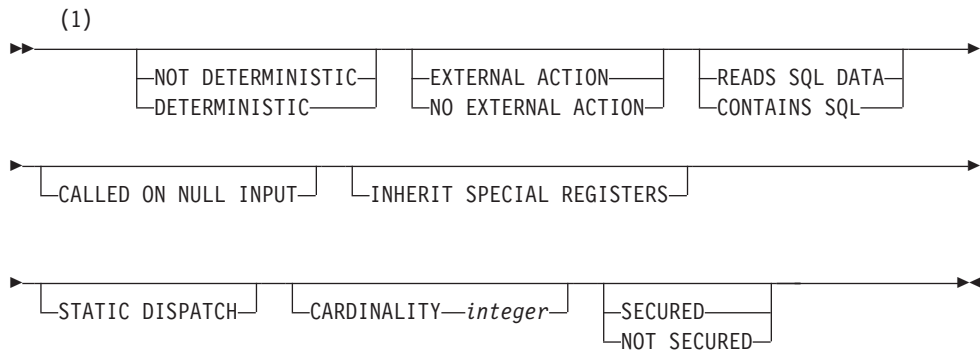 (1)
NOT DETERMINISTIC EXTERNAL ACTION READS SQL DATA
DETERMINISTIC NO EXTERNAL ACTION CONTAINS SQL
CALLED ON NULL INPUT INHERIT SPECIAL REGISTERS
STATIC DISPATCH CARDINALITY integer SECURED
NOT SECURED